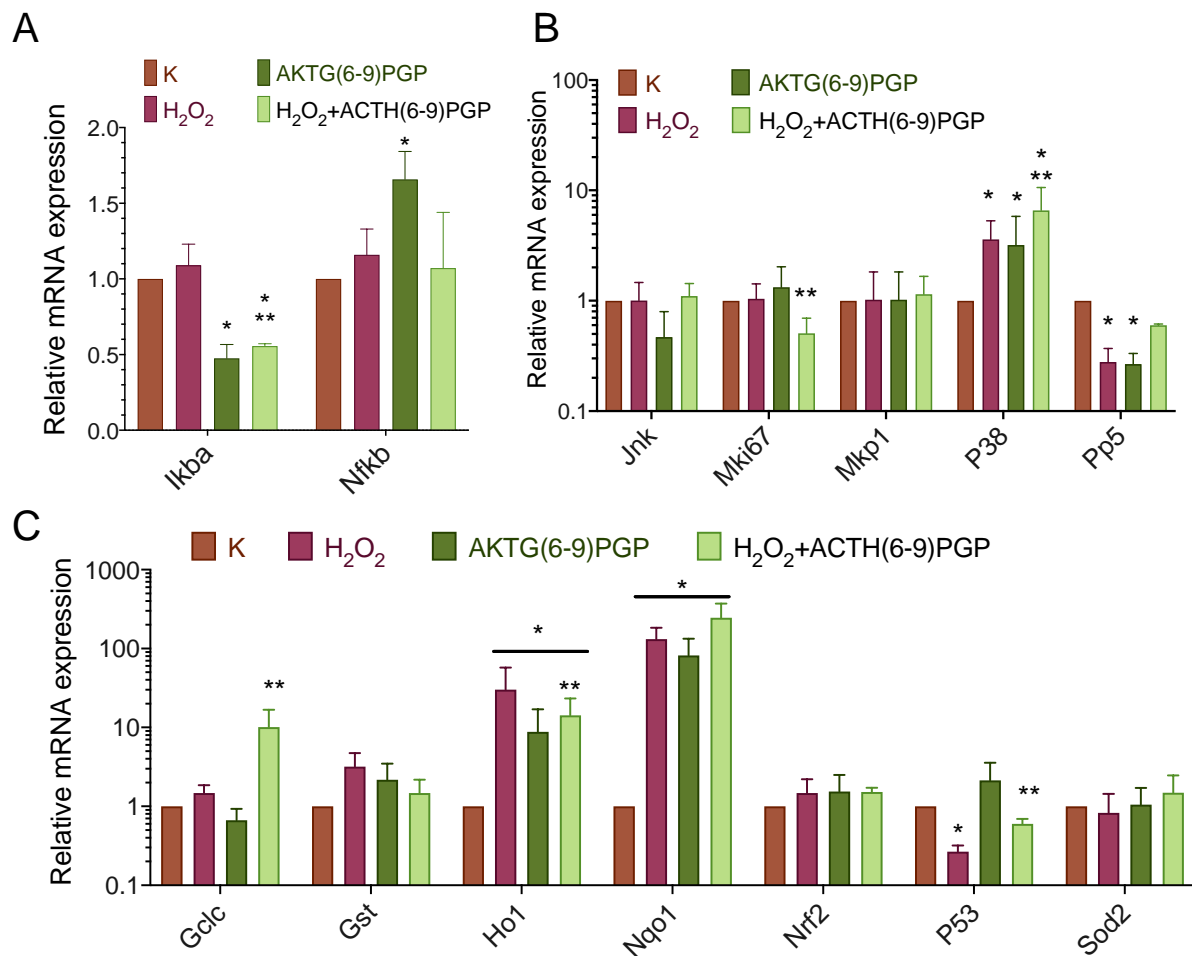 A
K
AKTG(6-9)PGP
H₂O₂
H₂O₂+ACTH(6-9)PGP
Relative mRNA expression
2.0
1.5
1.0
0.5
0.0
*
*
*
**
Ikba
Nfkb
B
K
AKTG(6-9)PGP
H₂O₂
H₂O₂+ACTH(6-9)PGP
Relative mRNA expression
100
10
1
0.1
**
*
*
*
**
*
*
Jnk
Mki67
Mkp1
P38
Pp5
C
K
H₂O₂
AKTG(6-9)PGP
H₂O₂+ACTH(6-9)PGP
Relative mRNA expression
1000
100
10
1
0.1
**
*
**
*
*
**
Gclc
Gst
Ho1
Nqo1
Nrf2
P53
Sod2